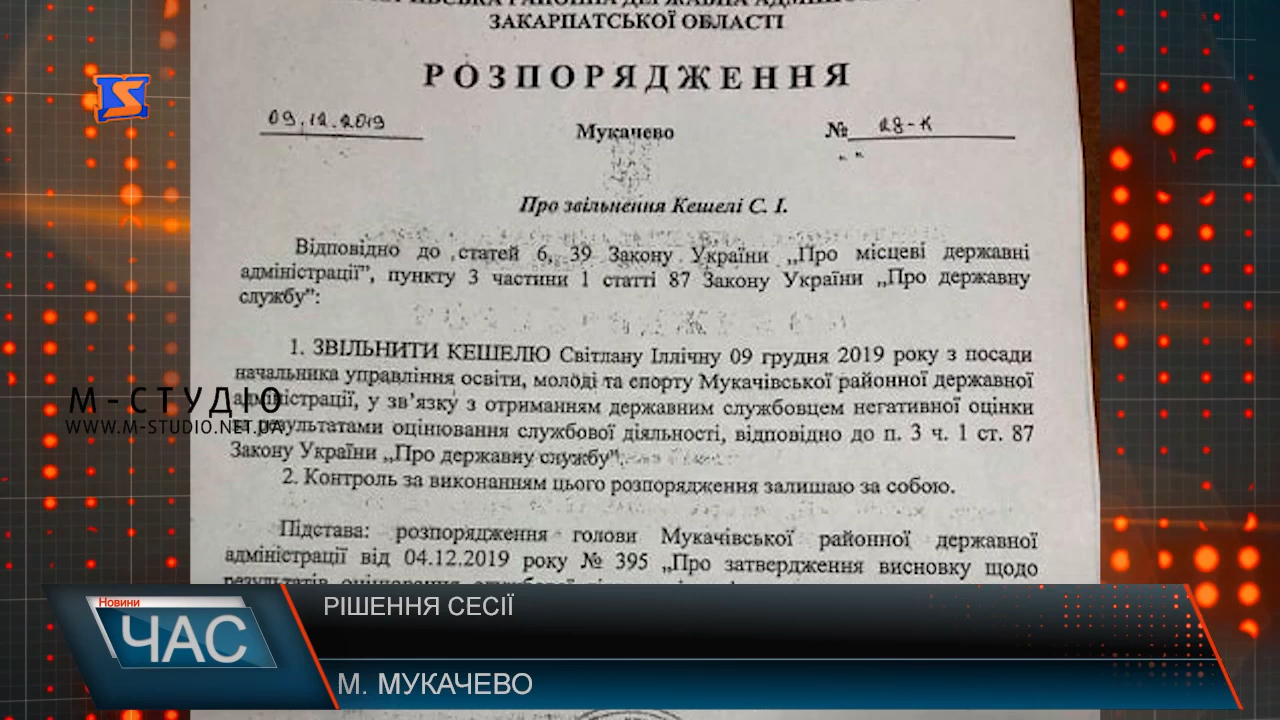 ЗАКАРПАТСЬКОЇ ОБЛАСТІ
РОЗПОРЯДЖЕННЯ
09.12.2019 Мукачево № 28-к
Про звільнення Кешелі С. І.
Відповідно до статей 6, 39 Закону України „Про місцеві державні
адміністрації”, пункту 3 частини 1 статті 87 Закону України „Про державну
службу”:
1. ЗВІЛЬНИТИ КЕШЕЛЮ Світлану Іллічну 09 грудня 2019 року з посади
начальника управління освіти, молоді та спорту Мукачівської районної державної
адміністрації, у зв’язку з отриманням державним службовцем негативної оцінки
результатами оцінювання службової діяльності, відповідно до п. 3 ч. 1 ст. 87
Закону України „Про державну службу”.
2. Контроль за виконанням цього розпорядження залишаю за собою.
Підстава: розпорядження голови Мукачівської районної державної
адміністрації від 04.12.2019 року № 395 „Про затвердження висновку щодо
М-СТУДІО
WWW.M-STUDIO.NET.UA
Новини
ЧАС
РІШЕННЯ СЕСІЇ
М. МУКАЧЕВО